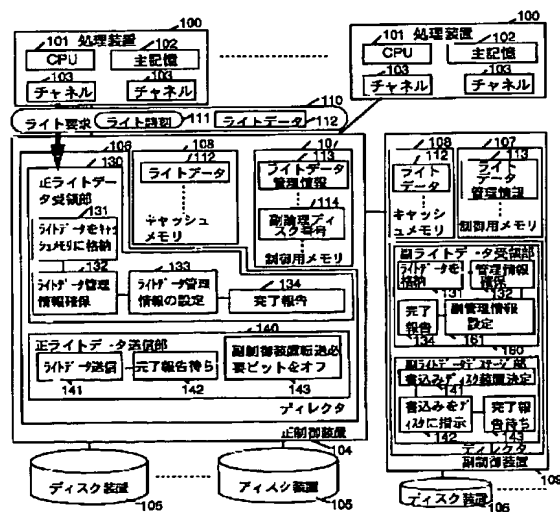 100
処理装置
101
CPU
102
主記憶
103
チャネル
103
チャネル
100
処理装置
101
CPU
102
主記憶
103
チャネル
103
チャネル
110
ライト要求
ライト時刻
111
ライトデータ
112
106
130
正ライトデータ受領部
131
ライトデータをキャッシュメモリに格納
132
ライトデータ管理情報確保
133
ライトデータ管理情報の設定
134
完了報告
108
112
ライトデータ
キャッシュメモリ
107
113
ライトデータ管理情報
114
副論理ディスク番号
制御用メモリ
140
正ライトデータ送信部
ライトデータ送信
141
完了報告待ち
142
副制御装置転送必要ビットをオフ
143
ディレクタ
正制御装置
104
ディスク装置
105
ディスク装置
105
108
112
ライトデータ
キャッシュメモリ
107
113
ライトデータ管理情報
制御用メモリ
副ライトデータ受領部
ライトデータを格納
131
管理情報確保
132
完了報告
134
副管理情報設定
161
160
副ライトデータデステージ部
書込みディスク装置決定
141
書込みをディスクに指示
142
完了報告待ち
143
ディレクタ
副制御装置
109
ディスク装置